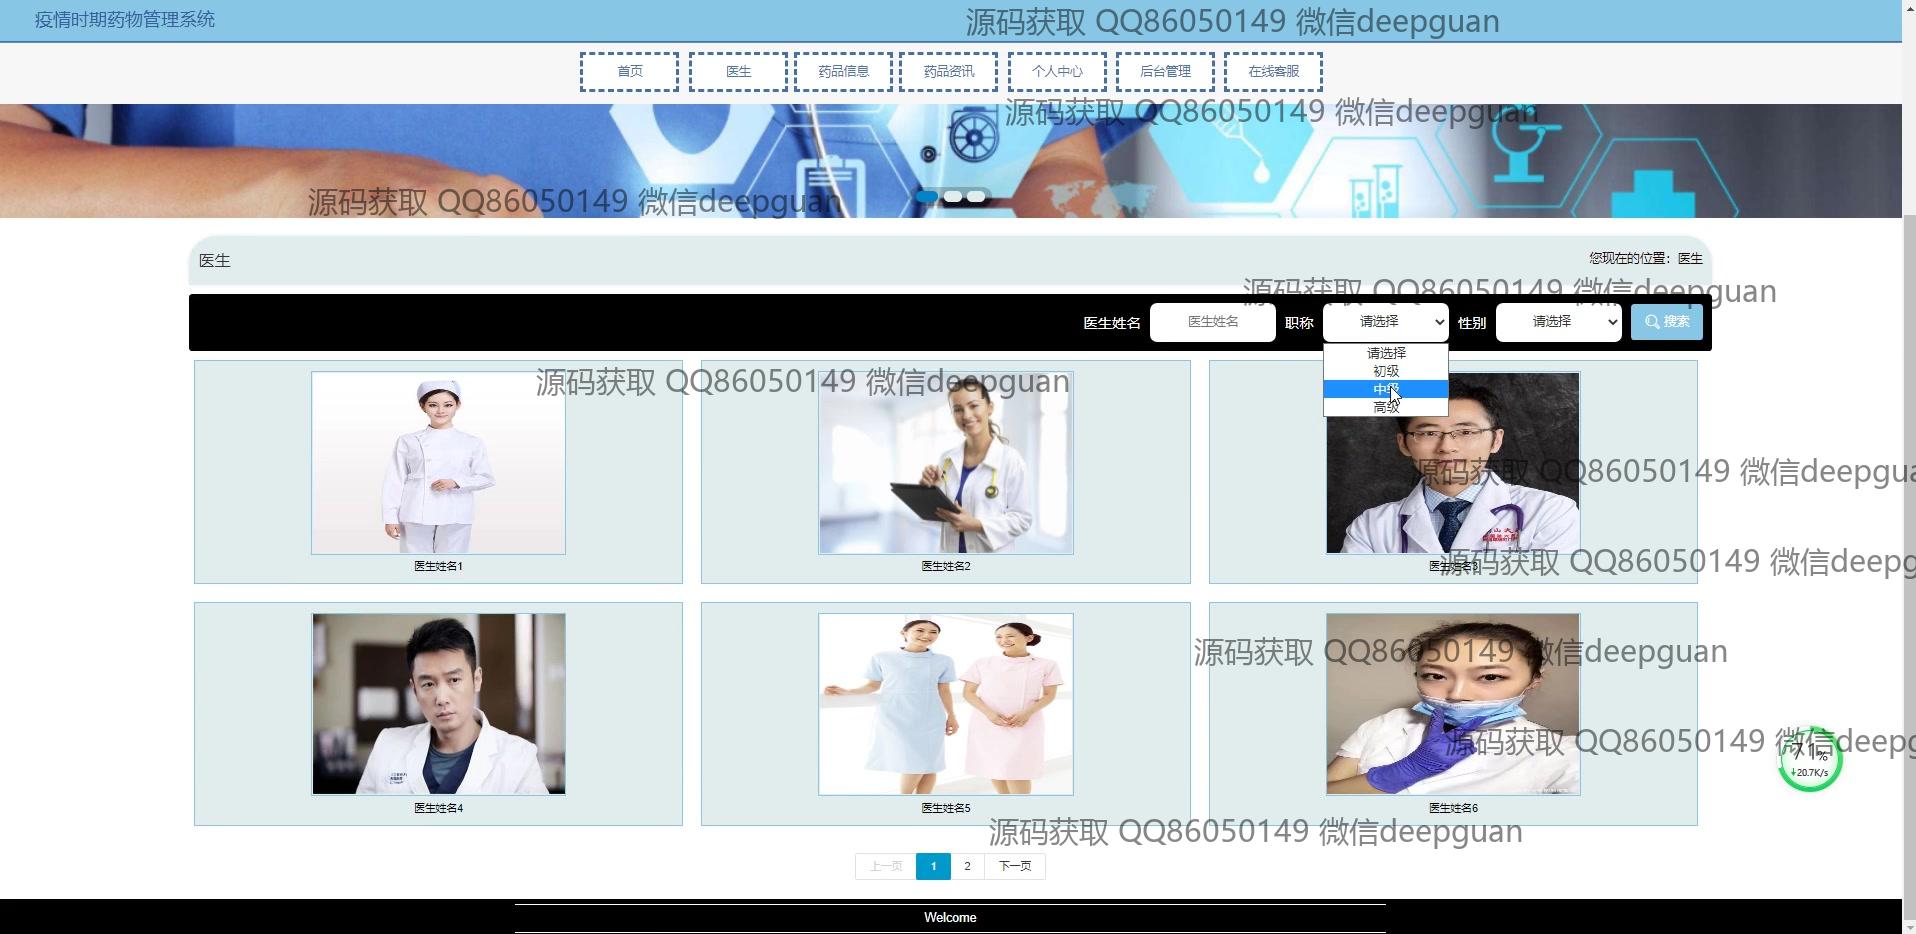 疫情时期药物管理系统
源码获取 QQ86050149 微信deepguan
首页 医生 药品信息 药品资讯 个人中心 后台管理 在线客服
源码获取 QQ86050149 微信deepguan
源码获取 QQ86050149 微信deepguan
医生
您现在的位置：医生
源码获取 QQ86050149 微信deepguan
医生姓名 医生姓名 职称 请选择 性别 请选择 搜索
请选择
初级
中级
高级
源码获取 QQ86050149 微信deepguan
源码获取 QQ86050149 微信deepgua
医生姓名1 医生姓名2 医生姓名3
源码获取 QQ86050149 微信deepg
源码获取 QQ86050149 微信deepguan
源码获取 QQ86050149 微信deepg
71%
20.7K/s
医生姓名4 医生姓名5 医生姓名6
源码获取 QQ86050149 微信deepguan
上一页 1 2 下一页
Welcome